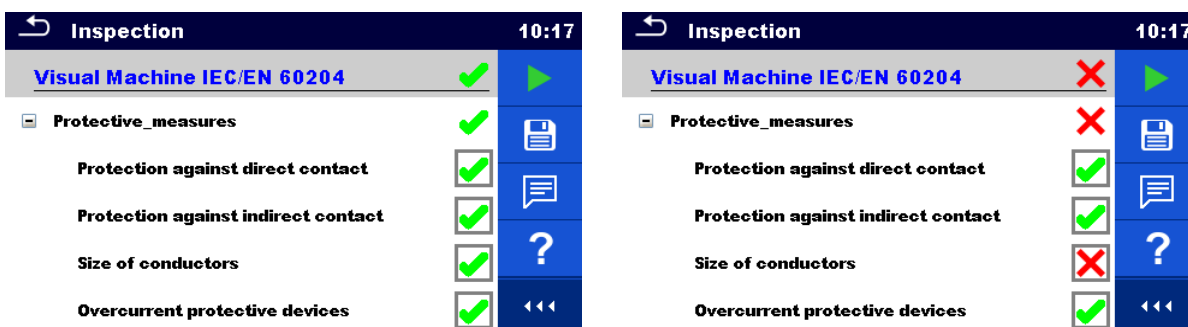 Inspection 10:17
Visual Machine IEC/EN 60204
Protective_measures
Protection against direct contact
Protection against indirect contact
Size of conductors
Overcurrent protective devices
?
Inspection 10:17
Visual Machine IEC/EN 60204
Protective_measures
Protection against direct contact
Protection against indirect contact
Size of conductors
Overcurrent protective devices
?